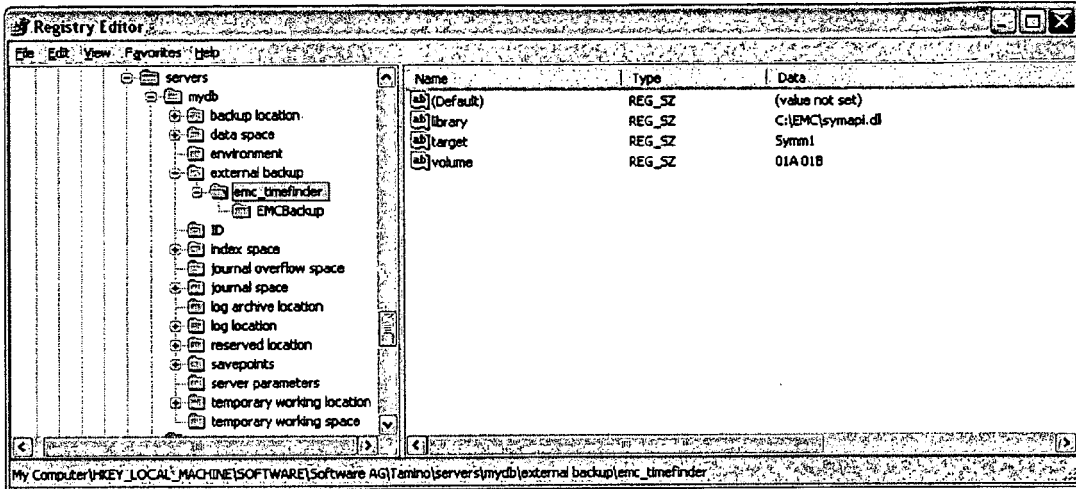 Registry Editor
File Edit View Favorites Help
servers
mydb
backup location
data space
environment
external backup
emc_timefinder
EMCBackup
ID
index space
journal overflow space
journal space
log archive location
log location
reserved location
savepoints
server parameters
temporary working location
temporary working space
Name Type Data
(Default) REG_SZ (value not set)
library REG_SZ C:\EMC\symapi.dll
target REG_SZ Symm1
volume REG_SZ 01A 01B
My Computer\HKEY_LOCAL_MACHINE\SOFTWARE\Software AG\Tamino\servers\mydb\external backup\emc_timefinder